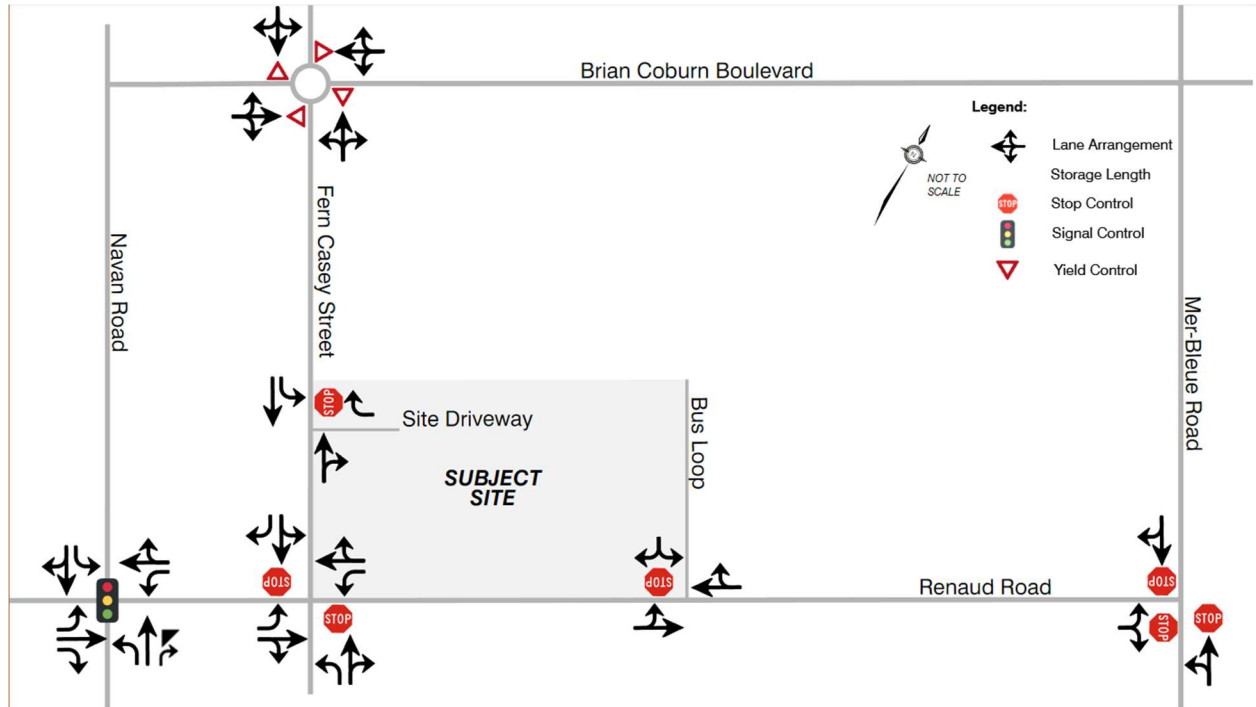 Brian Coburn Boulevard
Legend:
Lane Arrangement
Storage Length
STOP
Stop Control
Signal Control
Yield Control
N
NOT TO
SCALE
Navan Road
Fern Casey Street
Mer-Bleue Road
STOP
Site Driveway
Bus Loop
SUBJECT
SITE
STOP
STOP
STOP
Renaud Road
STOP
STOP
STOP